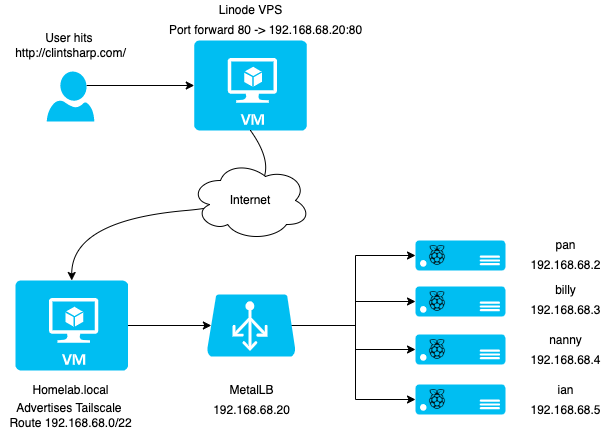 Linode VPS
Port forward 80 -> 192.168.68.20:80
User hits
http://clintsharp.com/
VM
Internet
pan
192.168.68.2
billy
192.168.68.3
nanny
192.168.68.4
ian
192.168.68.5
VM
Homelab.local
Advertises Tailscale
Route 192.168.68.0/22
MetalLB
192.168.68.20